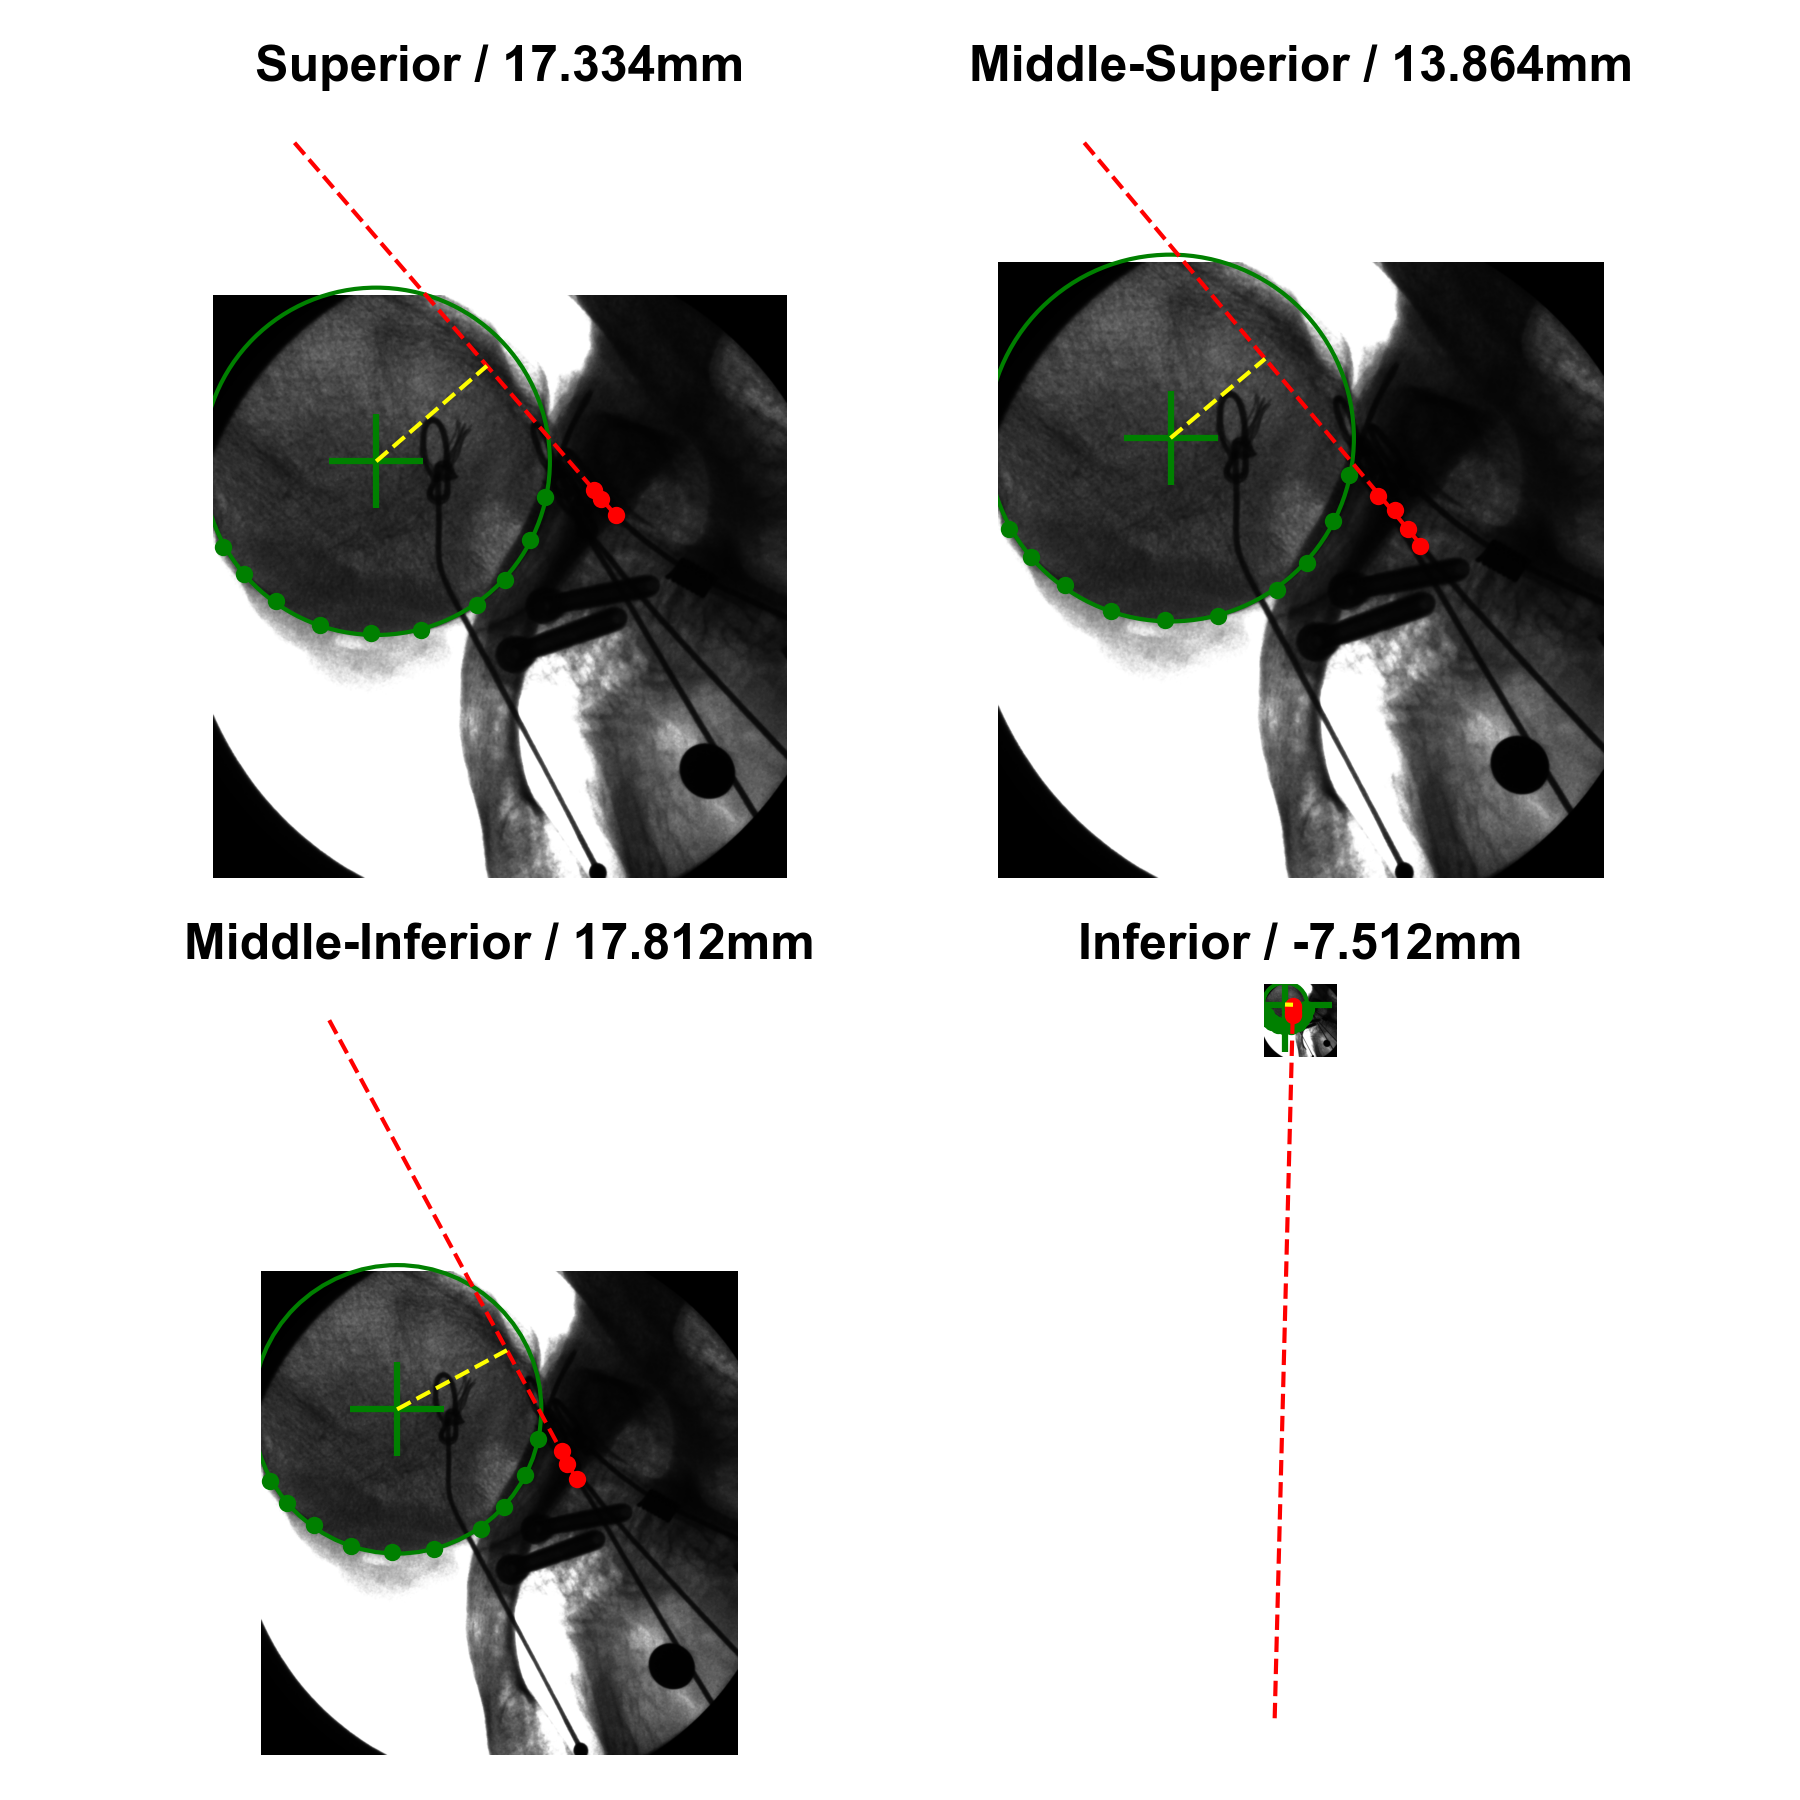 Superior / 17.334mm
Middle-Superior / 13.864mm
Middle-Inferior / 17.812mm
Inferior / -7.512mm